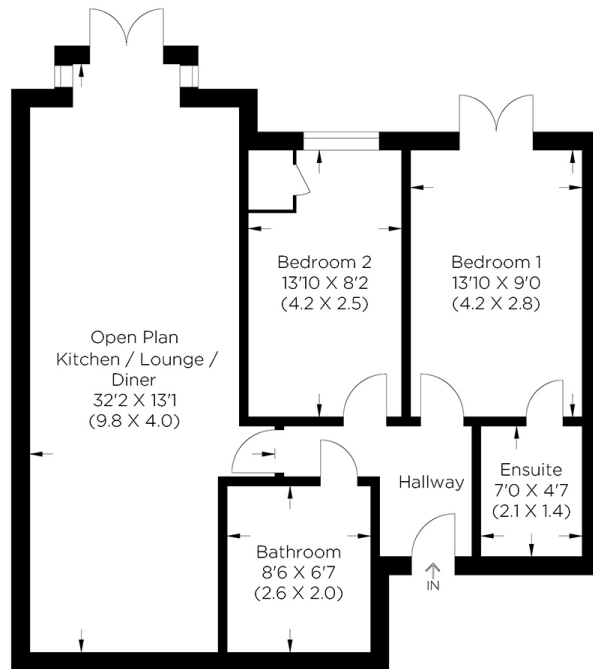 Bedroom 2
13'10 X 8'2
(4.2 X 2.5)
Bedroom 1
13'10 X 9'0
(4.2 X 2.8)
Open Plan
Kitchen / Lounge /
Diner
32'2 X 13'1
(9.8 X 4.0)
Hallway
Ensuite
7'0 X 4'7
(2.1 X 1.4)
Bathroom
8'6 X 6'7
(2.6 X 2.0)
IN